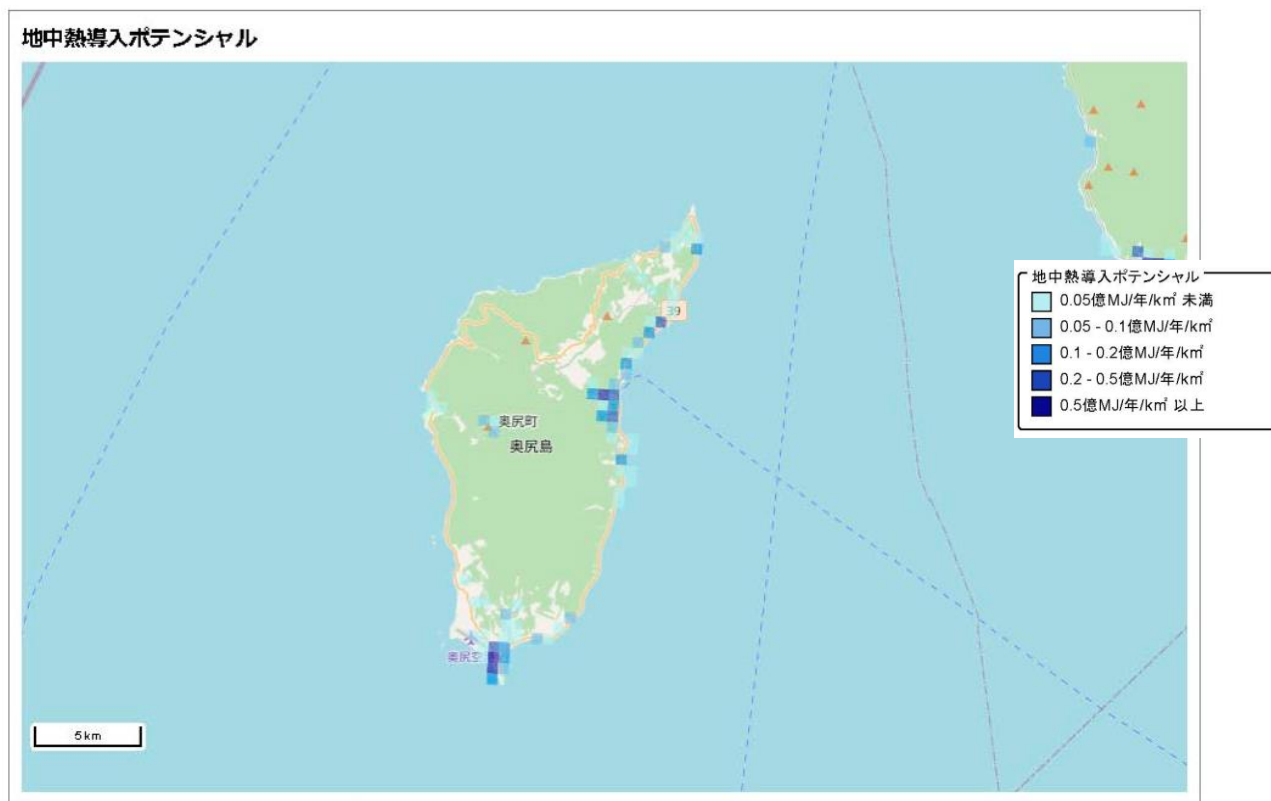 地中熱導入ポテンシャル
39
地中熱導入ポテンシャル
0.05億MJ/年/k㎡ 未満
0.05 - 0.1億MJ/年/k㎡
0.1 - 0.2億MJ/年/k㎡
0.2 - 0.5億MJ/年/k㎡
0.5億MJ/年/k㎡ 以上
奥尻町
奥尻島
奥尻空
5km